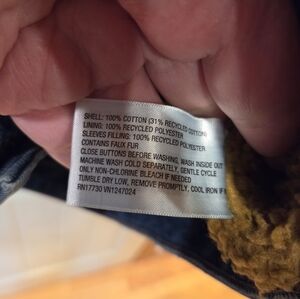 SHELL: 100% COTTON (31% RECYCLED COTTON)
LINING: 100% RECYCLED POLYESTER
SLEEVES FILLING: 100% RECYCLED POLYESTER
CONTAINS FAUX FUR
CLOSE BUTTONS BEFORE WASHING, WASH INSIDE OUT
MACHINE WASH COLD SEPARATELY, GENTLE CYCLE
ONLY NON-CHLORINE BLEACH IF NEEDED
TUMBLE DRY LOW, REMOVE PROMPTLY, COOL IRON IF
RN17730 VN1247024